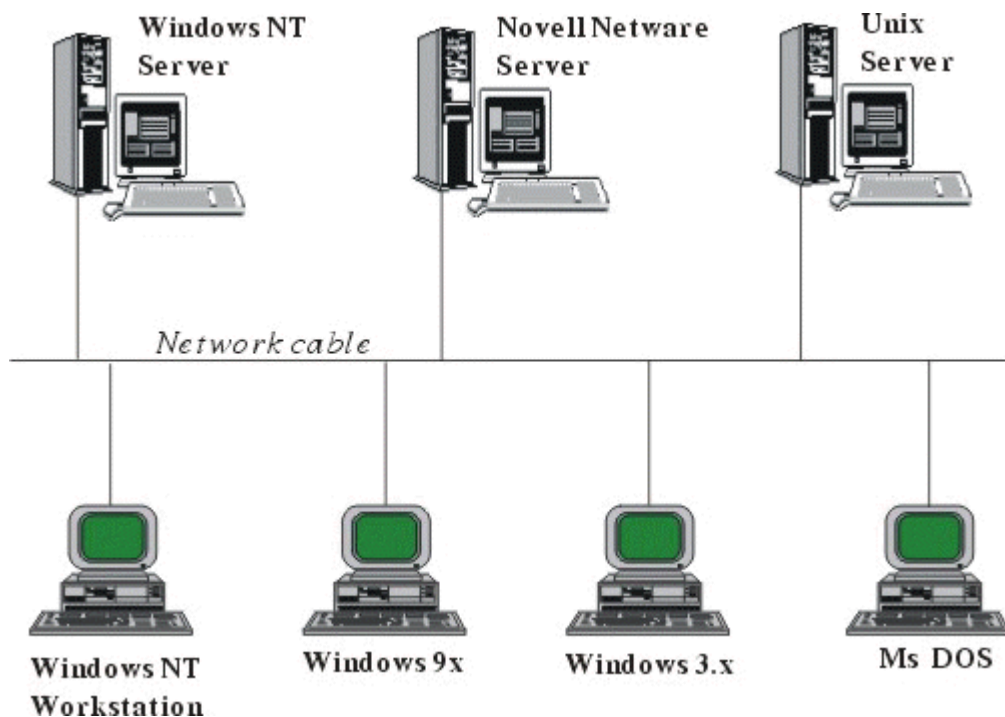 Windows NT
Server
Novell Netware
Server
Unix
Server
Network cable
Windows NT
Workstation
Windows 9x
Windows 3.x
Ms DOS